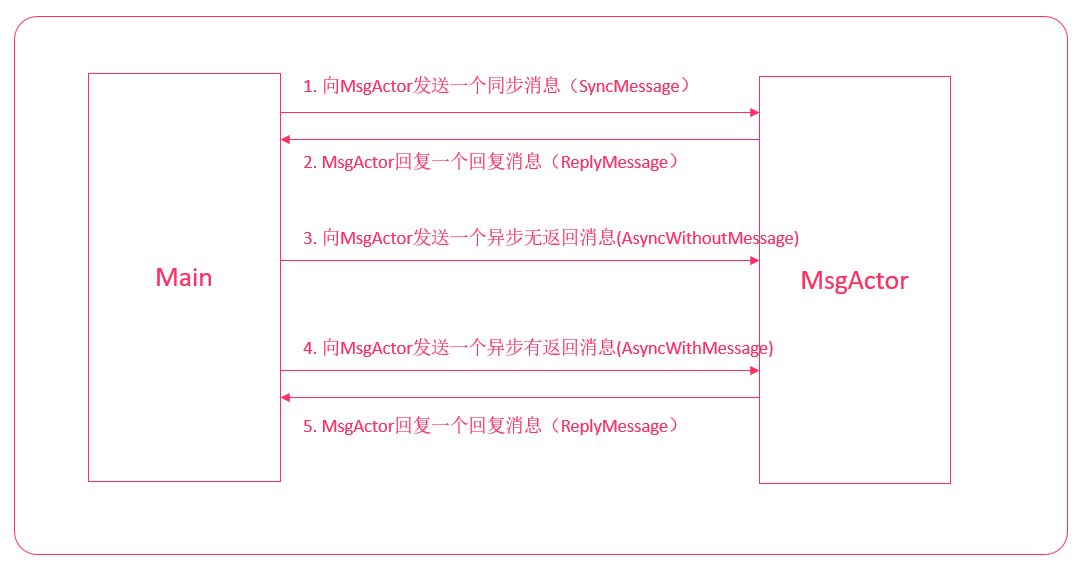 1. 向MsgActor发送一个同步消息（SyncMessage）
2. MsgActor回复一个回复消息（ReplyMessage）
3. 向MsgActor发送一个异步无返回消息(AsyncWithoutMessage)
Main
MsgActor
4. 向MsgActor发送一个异步有返回消息(AsyncWithMessage)
5. MsgActor回复一个回复消息（ReplyMessage）